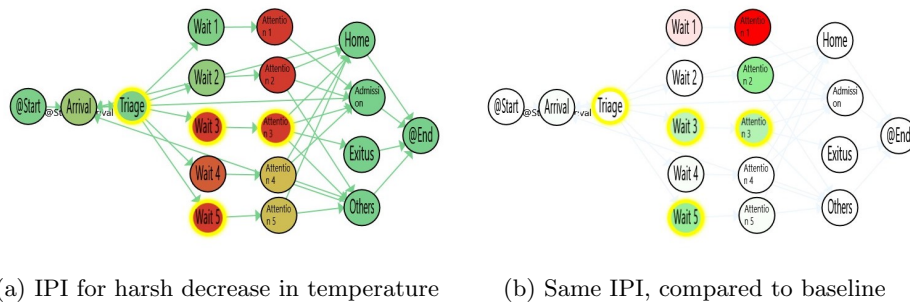 Wait 1
Attentio
n 1
Home
Wait 2
Attentio
n 2
Admissi
on
@Start
Arrival
Triage
Wait 3
Attentio
n 3
@End
Exitus
Wait 4
Attentio
n 4
Others
Wait 5
Attentio
n 5
Wait 1
Attentio
n 1
Home
Wait 2
Attentio
n 2
Admissi
on
@Start
Arrival
Triage
Wait 3
Attentio
n 3
@End
Exitus
Wait 4
Attentio
n 4
Others
Wait 5
Attentio
n 5
a) IPI for harsh decrease in temperature
(b) Same IPI, compared to baseline